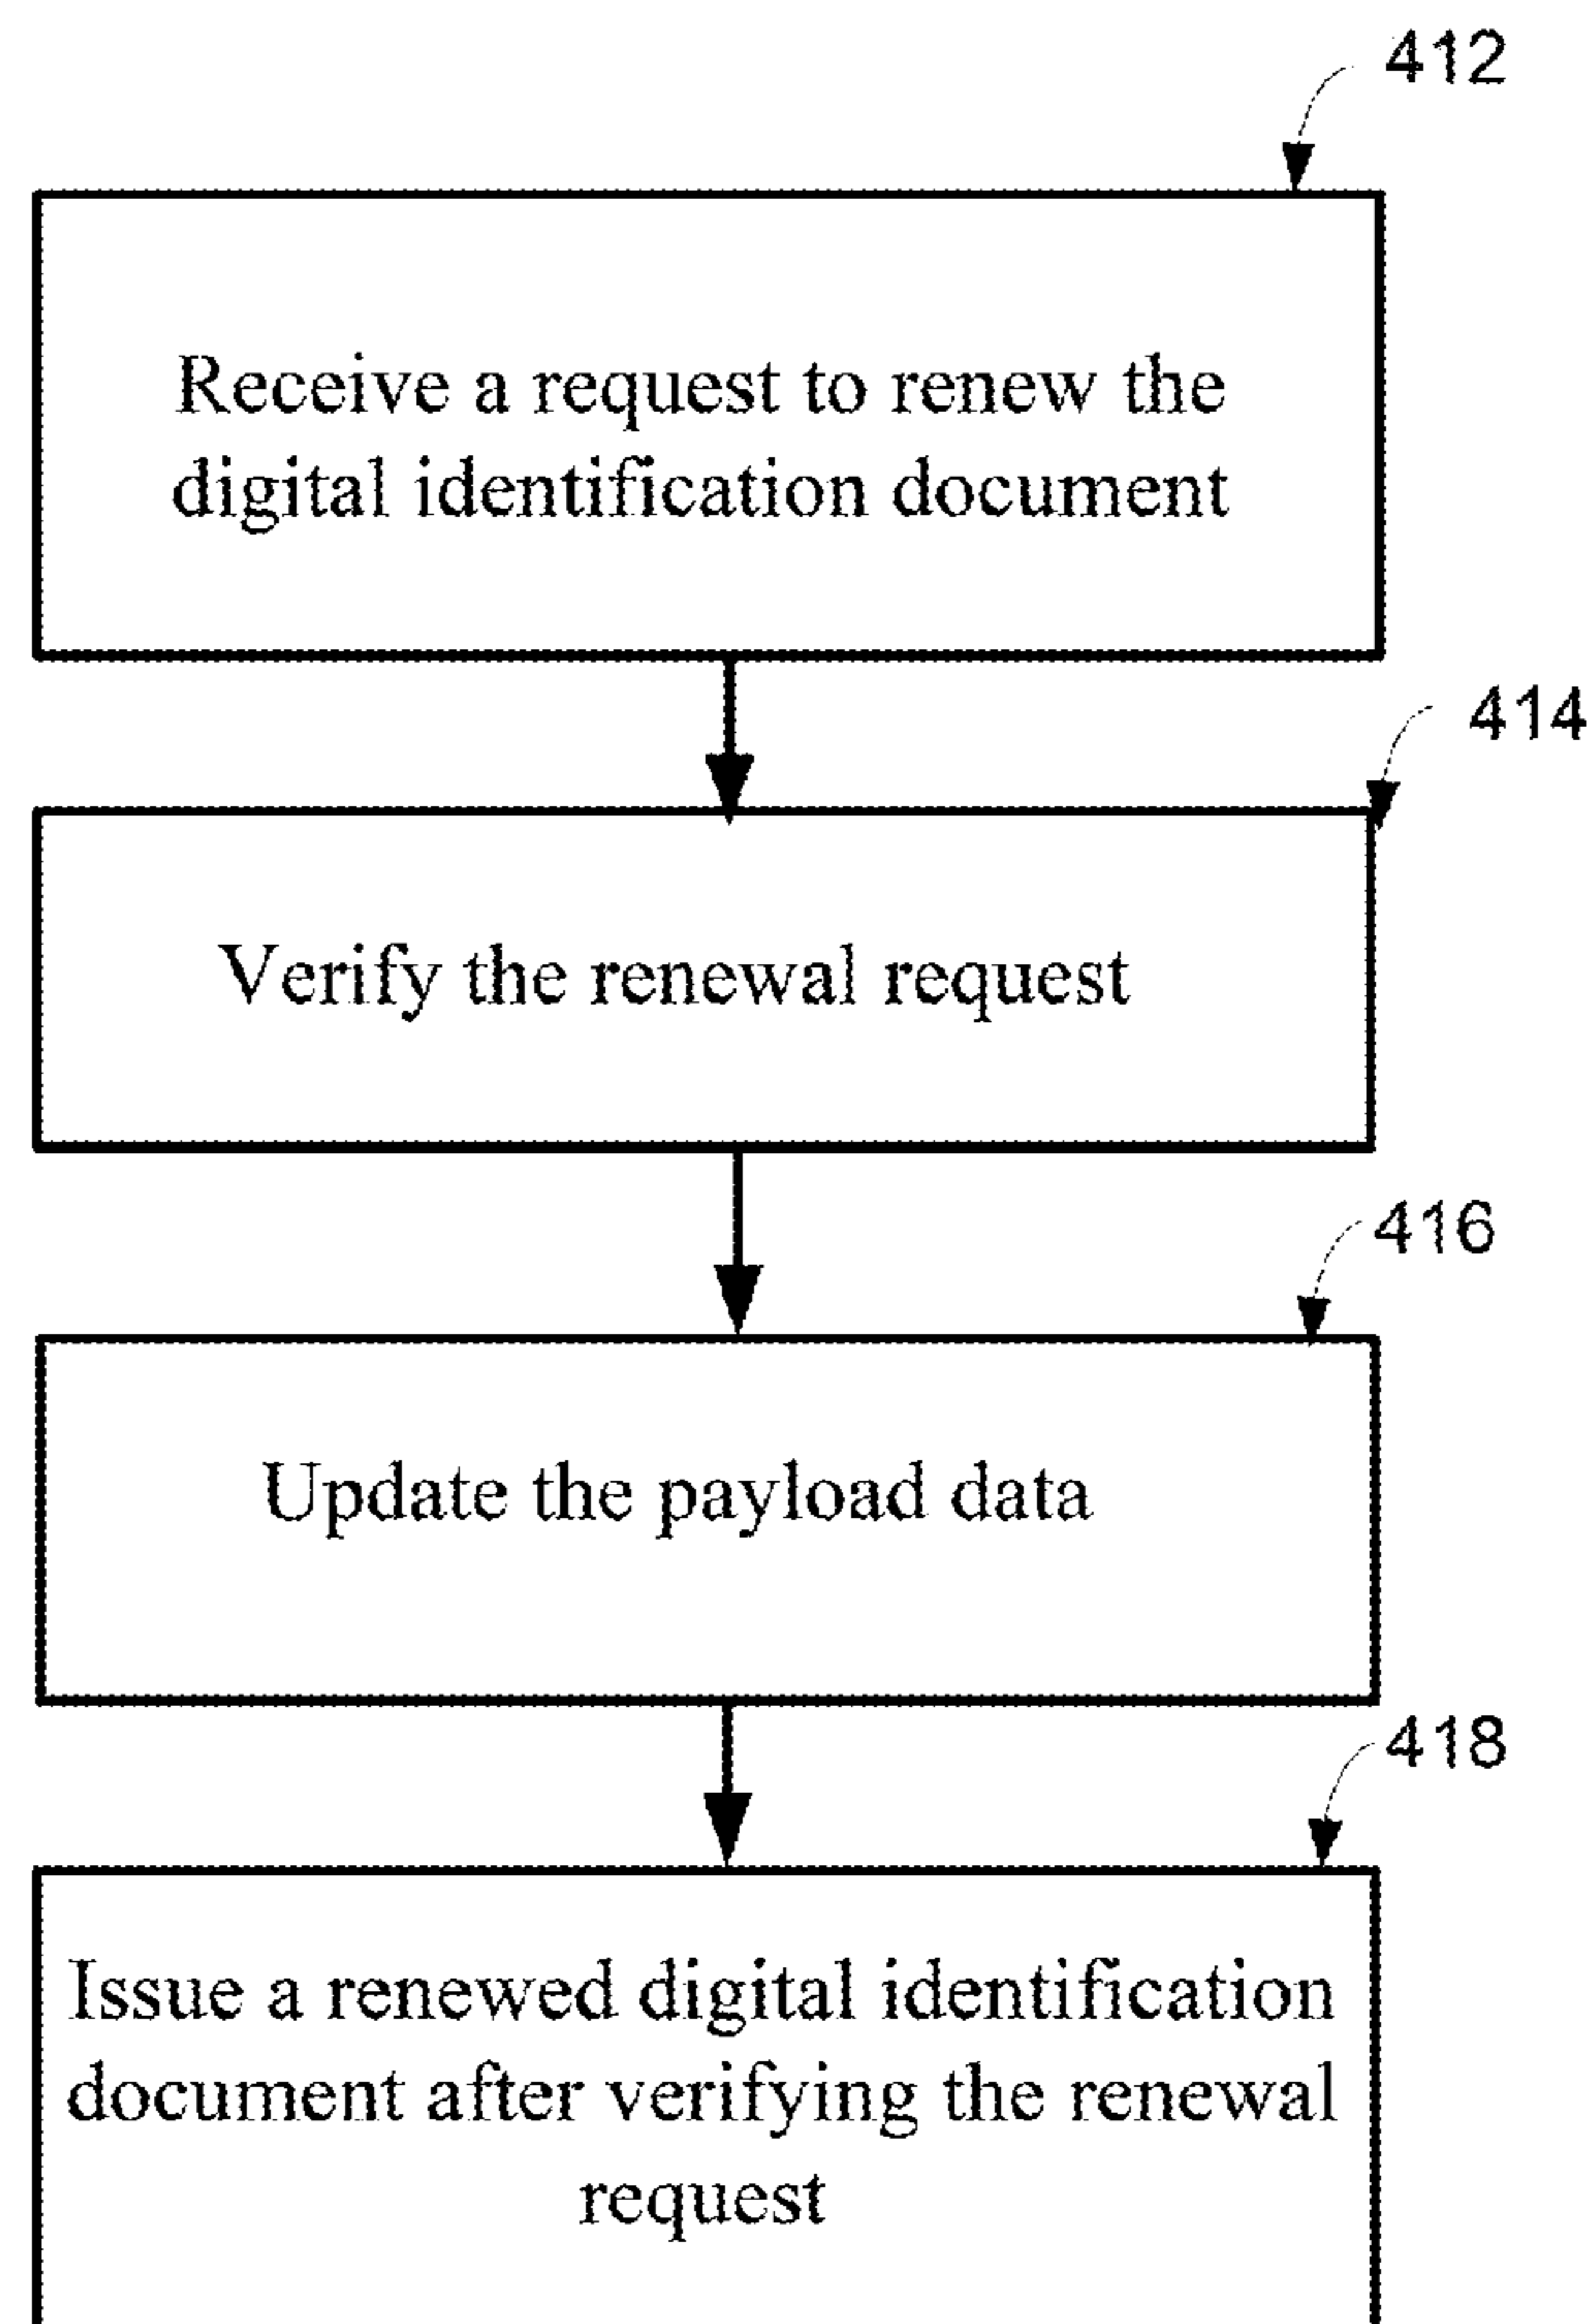 412
Receive a request to renew the
digital identification document
414
Verify the renewal request
416
Update the payload data
418
Issue a renewed digital identification
document after verifying the renewal
request